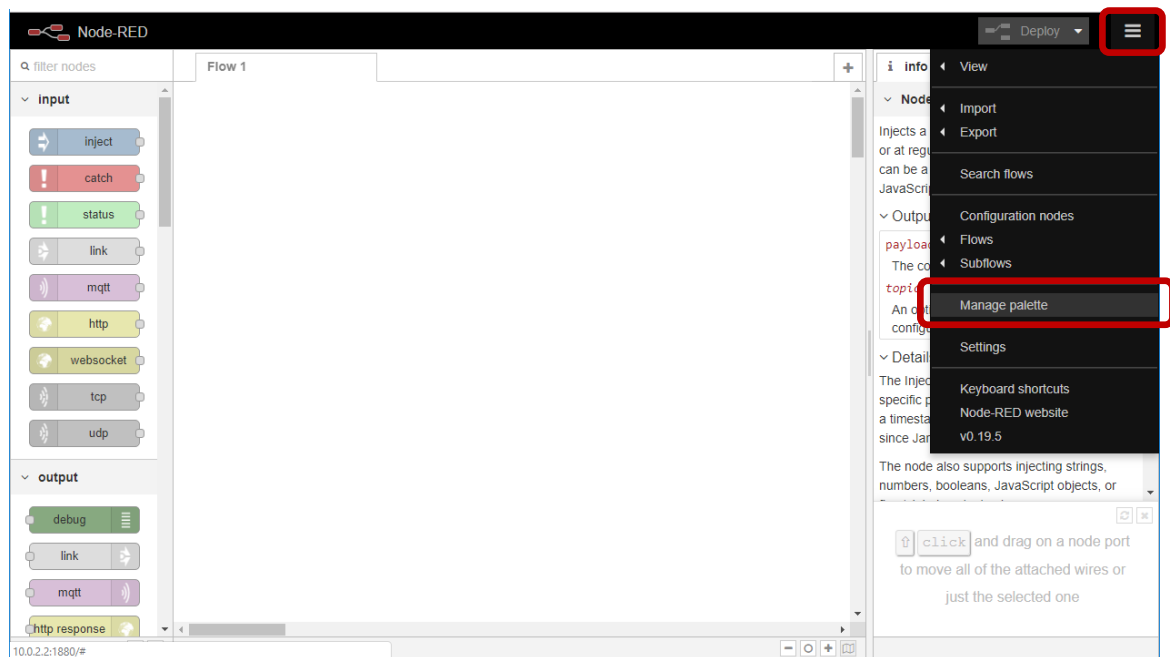 Node-RED
Deploy
filter nodes
Flow 1
i info
View
input
Node
Import
Export
Injects a
or at regu
can be a
JavaScrip
Search flows
inject
catch
status
link
mqtt
http
websocket
tcp
udp
Outpu
Configuration nodes
Flows
Subflows
payload
The co
topic
An opt
config
Manage palette
Settings
Detail
The Injec
specific p
a timesta
since Jan
Keyboard shortcuts
Node-RED website
v0.19.5
The node also supports injecting strings,
numbers, booleans, JavaScript objects, or
output
debug
link
mqtt
http response
click and drag on a node port
to move all of the attached wires or
just the selected one
10.0.2.2:1880/#